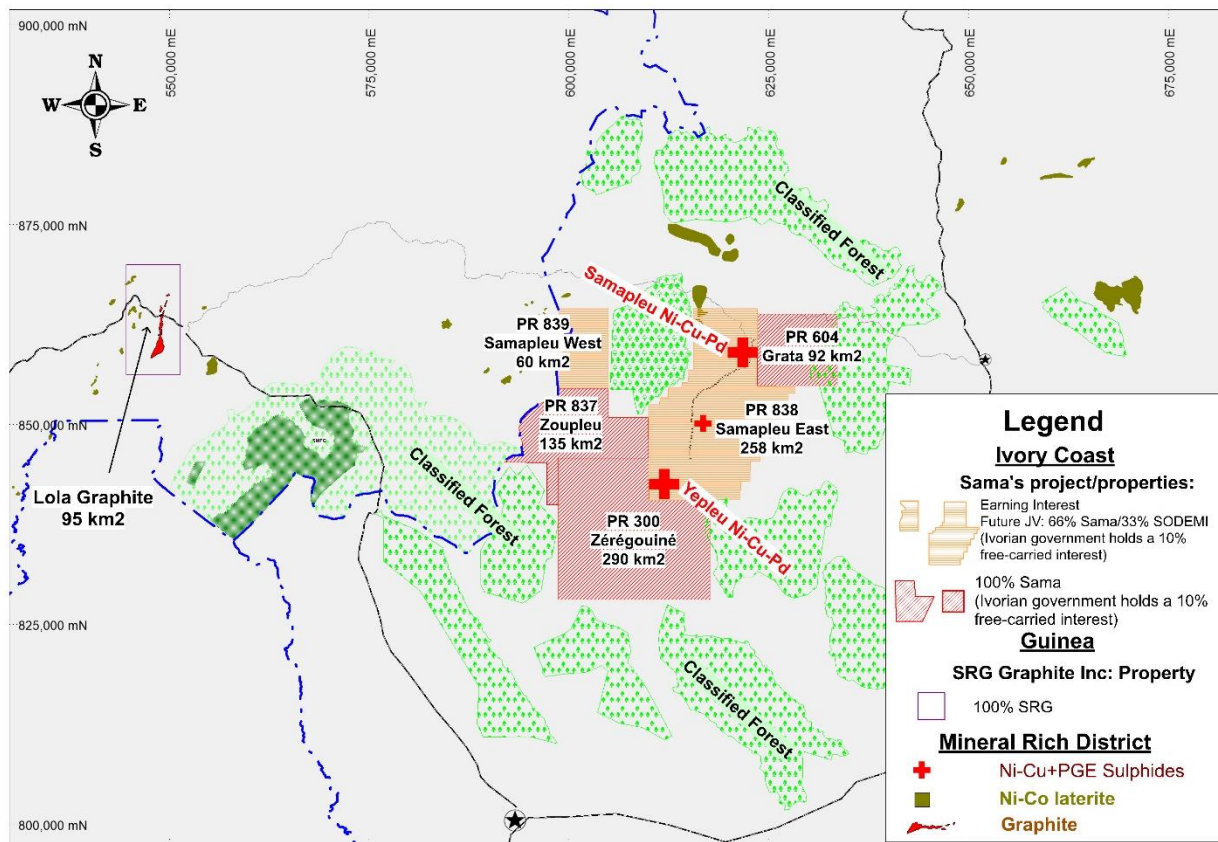 900,000 mN
875,000 mN
850,000 mN
825,000 mN
800,000 mN
550,000 mE
575,000 mE
600,000 mE
625,000 mE
650,000 mE
675,000 mE
N
W
E
S
Classified Forest
Samapleu Ni-Cu-Pd
PR 839
Samapleu West
60 km2
PR 604
Grata 92 km2
PR 837
Zoupleu
135 km2
PR 838
Samapleu East
258 km2
Classified Forest
Lola Graphite
95 km2
Yepleu Ni-Cu-Pd
PR 300
Zérégouiné
290 km2
Classified Forest
Legend
Ivory Coast
Sama's project/properties:
Earning Interest
Future JV: 66% Sama/33% SODEMI
(Ivorian government holds a 10%
free-carried interest)
100% Sama
(Ivorian government holds a 10%
free-carried interest)
Guinea
SRG Graphite Inc: Property
100% SRG
Mineral Rich District
Ni-Cu+PGE Sulphides
Ni-Co laterite
Graphite